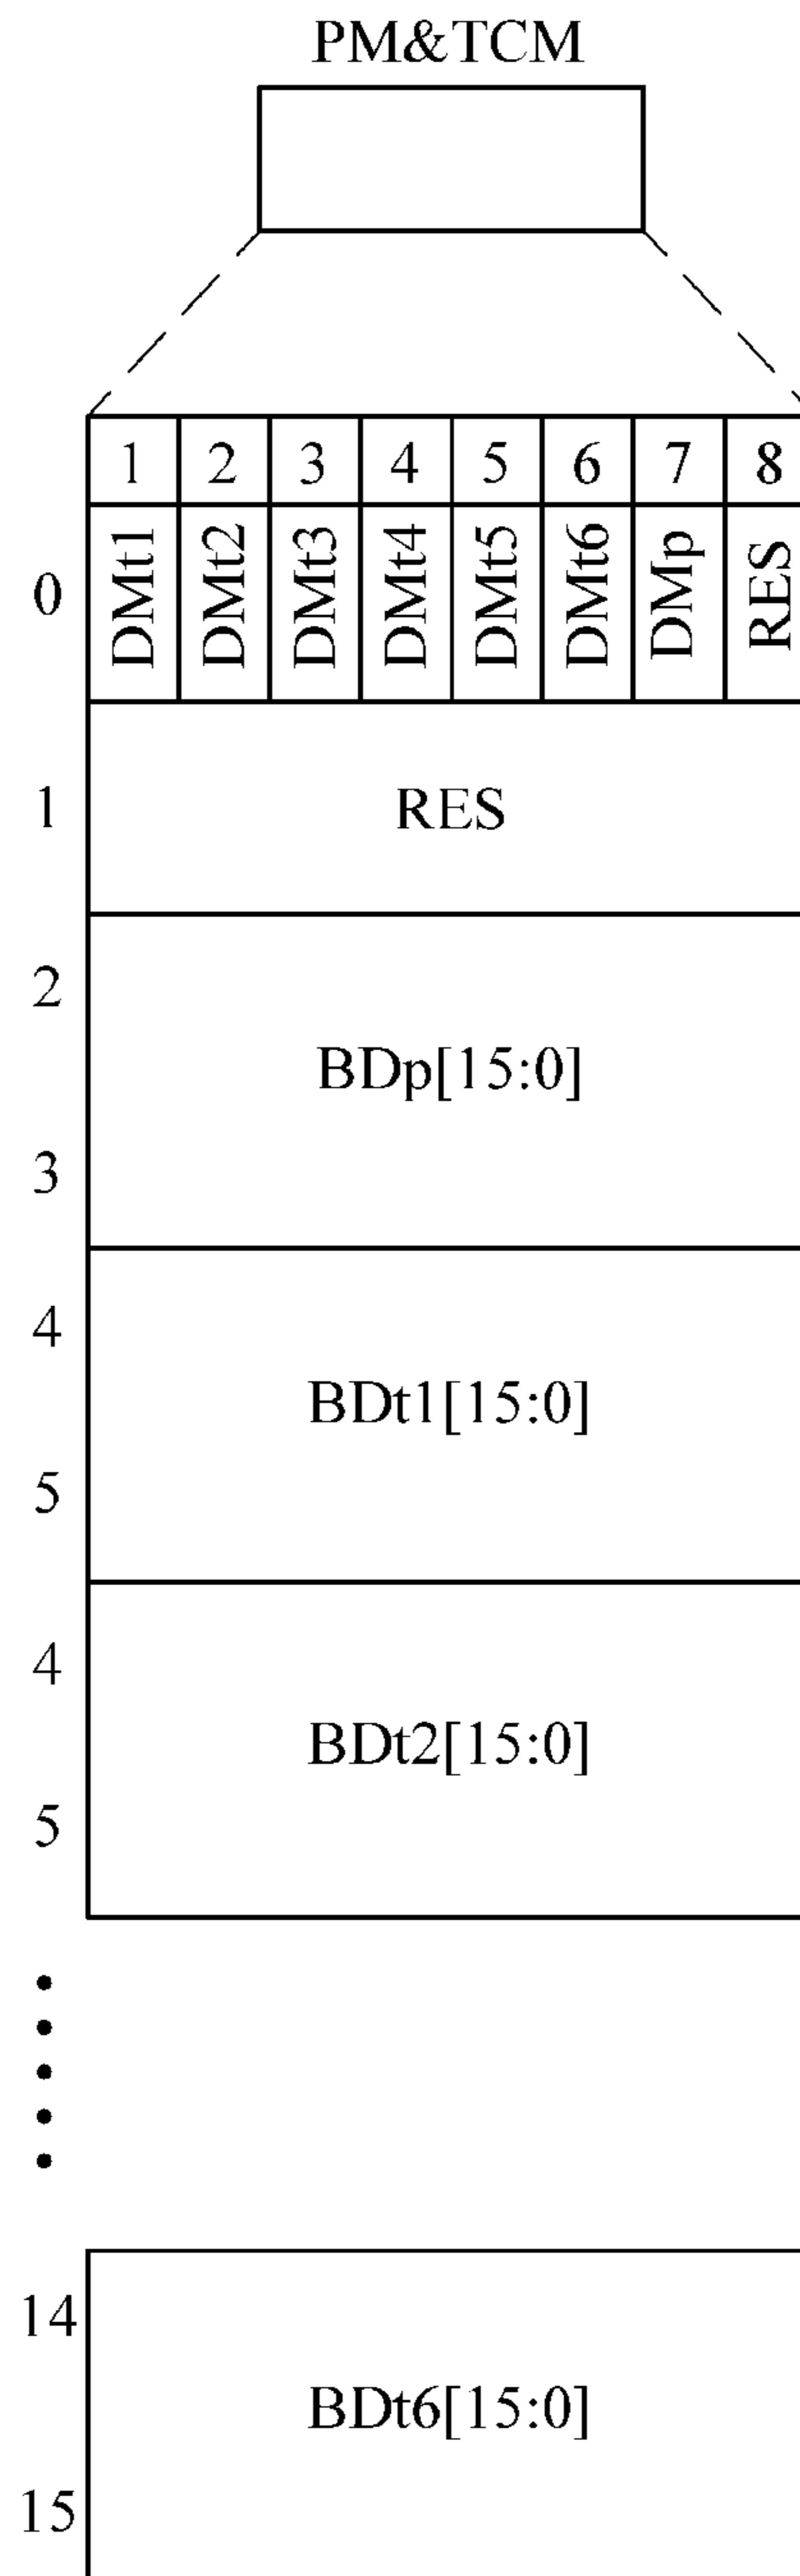 PM&TCM
1 2 3 4 5 6 7 8
0 DMt1 DMt2 DMt3 DMt4 DMt5 DMt6 DMp RES
1 RES
2
BDp[15:0]
3
4
BDt1[15:0]
5
4
BDt2[15:0]
5
14
BDt6[15:0]
15